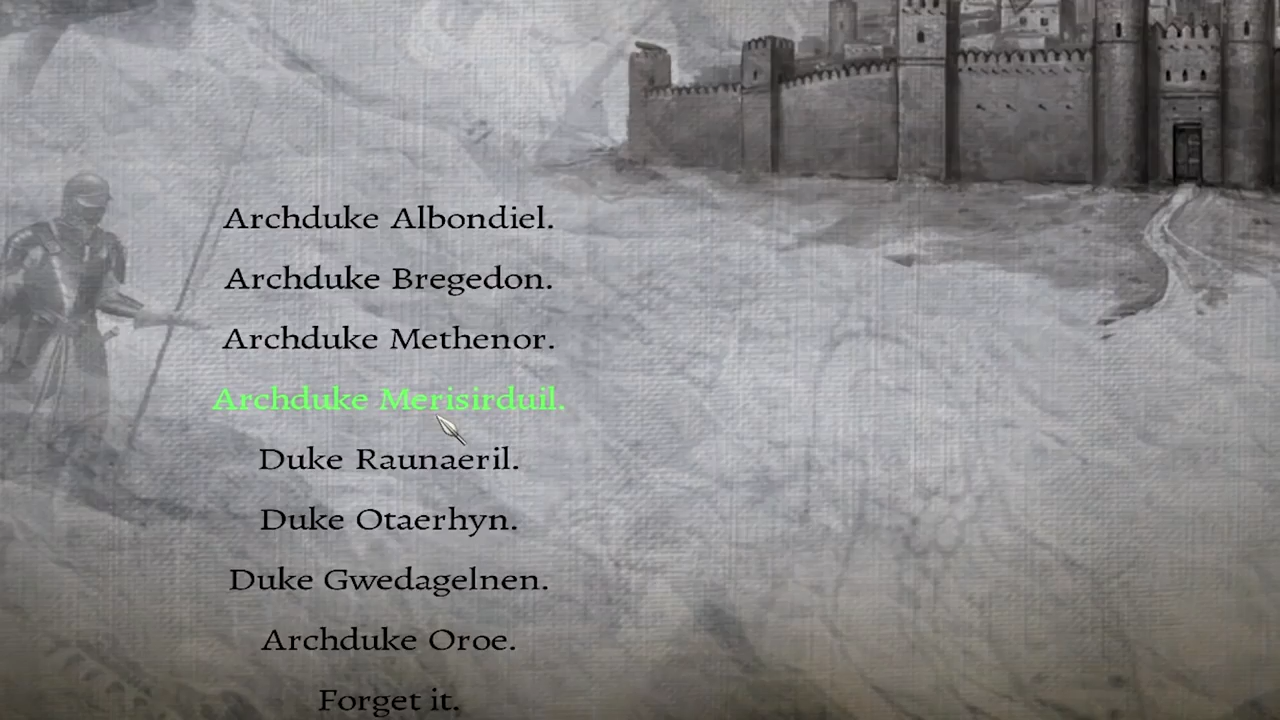 Archduke Albondiel.
Archduke Bregedon.
Archduke Methenor.
Archduke Merisirduil.
Duke Raunaeril.
Duke Otaerhyn.
Duke Gwedagelnen.
Archduke Oroe.
Forget it.